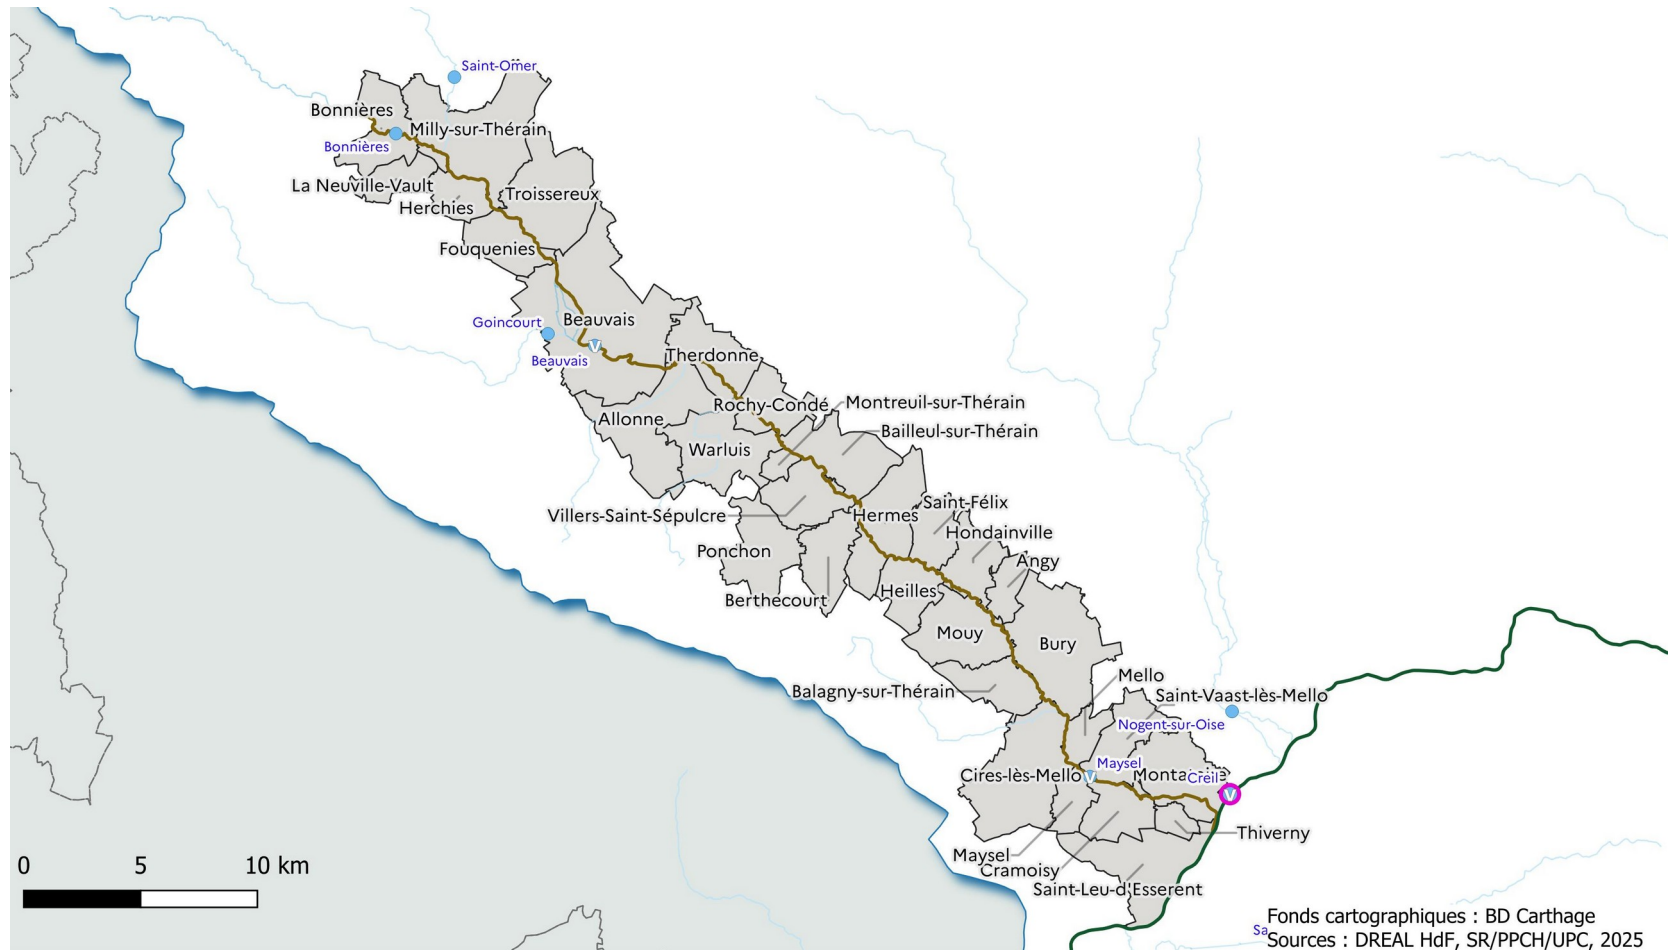 Saint-Omer
Bonnières
Milly-sur-Thérain
Bonnières
La Neuville-Vault
Troissereux
Herchies
Fouquenies
Goincourt
Beauvais
V
Beauvais
Therdonne
Rochy-Condé
Montreuil-sur-Thérain
Allonne
Bailleul-sur-Thérain
Warluis
Saint-Félix
Villers-Saint-Sépulcre
Hermes
Hondainville
Ponchon
Angy
Heilles
Berthecourt
Mouy
Bury
Mello
Balagny-sur-Thérain
Saint-Vaast-lès-Mello
Nogent-sur-Oise
Maysel
Cires-lès-Mello
V
Creil
V
Thiverny
Maysel
Cramoisy
Saint-Leu-d'Esserent
0 5 10 km
Fonds cartographiques : BD Carthage
Sources : DREAL HdF, SR/PPCH/UPC, 2025